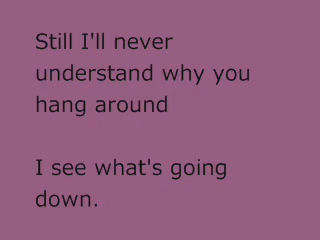 Still I'll never
understand why you
hang around
I see what's going
down.